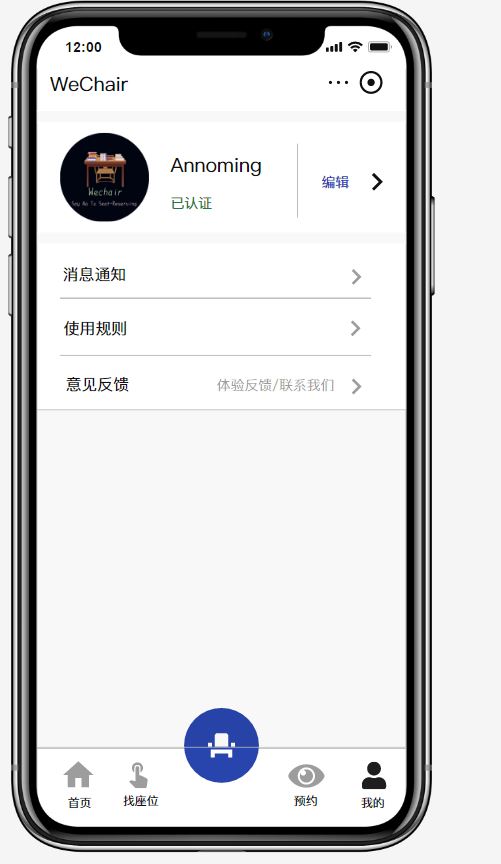 12:00
WeChair
Wechair
Say No To Seat-Reserving
Annoming
已认证
编辑
消息通知
使用规则
意见反馈
体验反馈/联系我们
首页
找座位
预约
我的